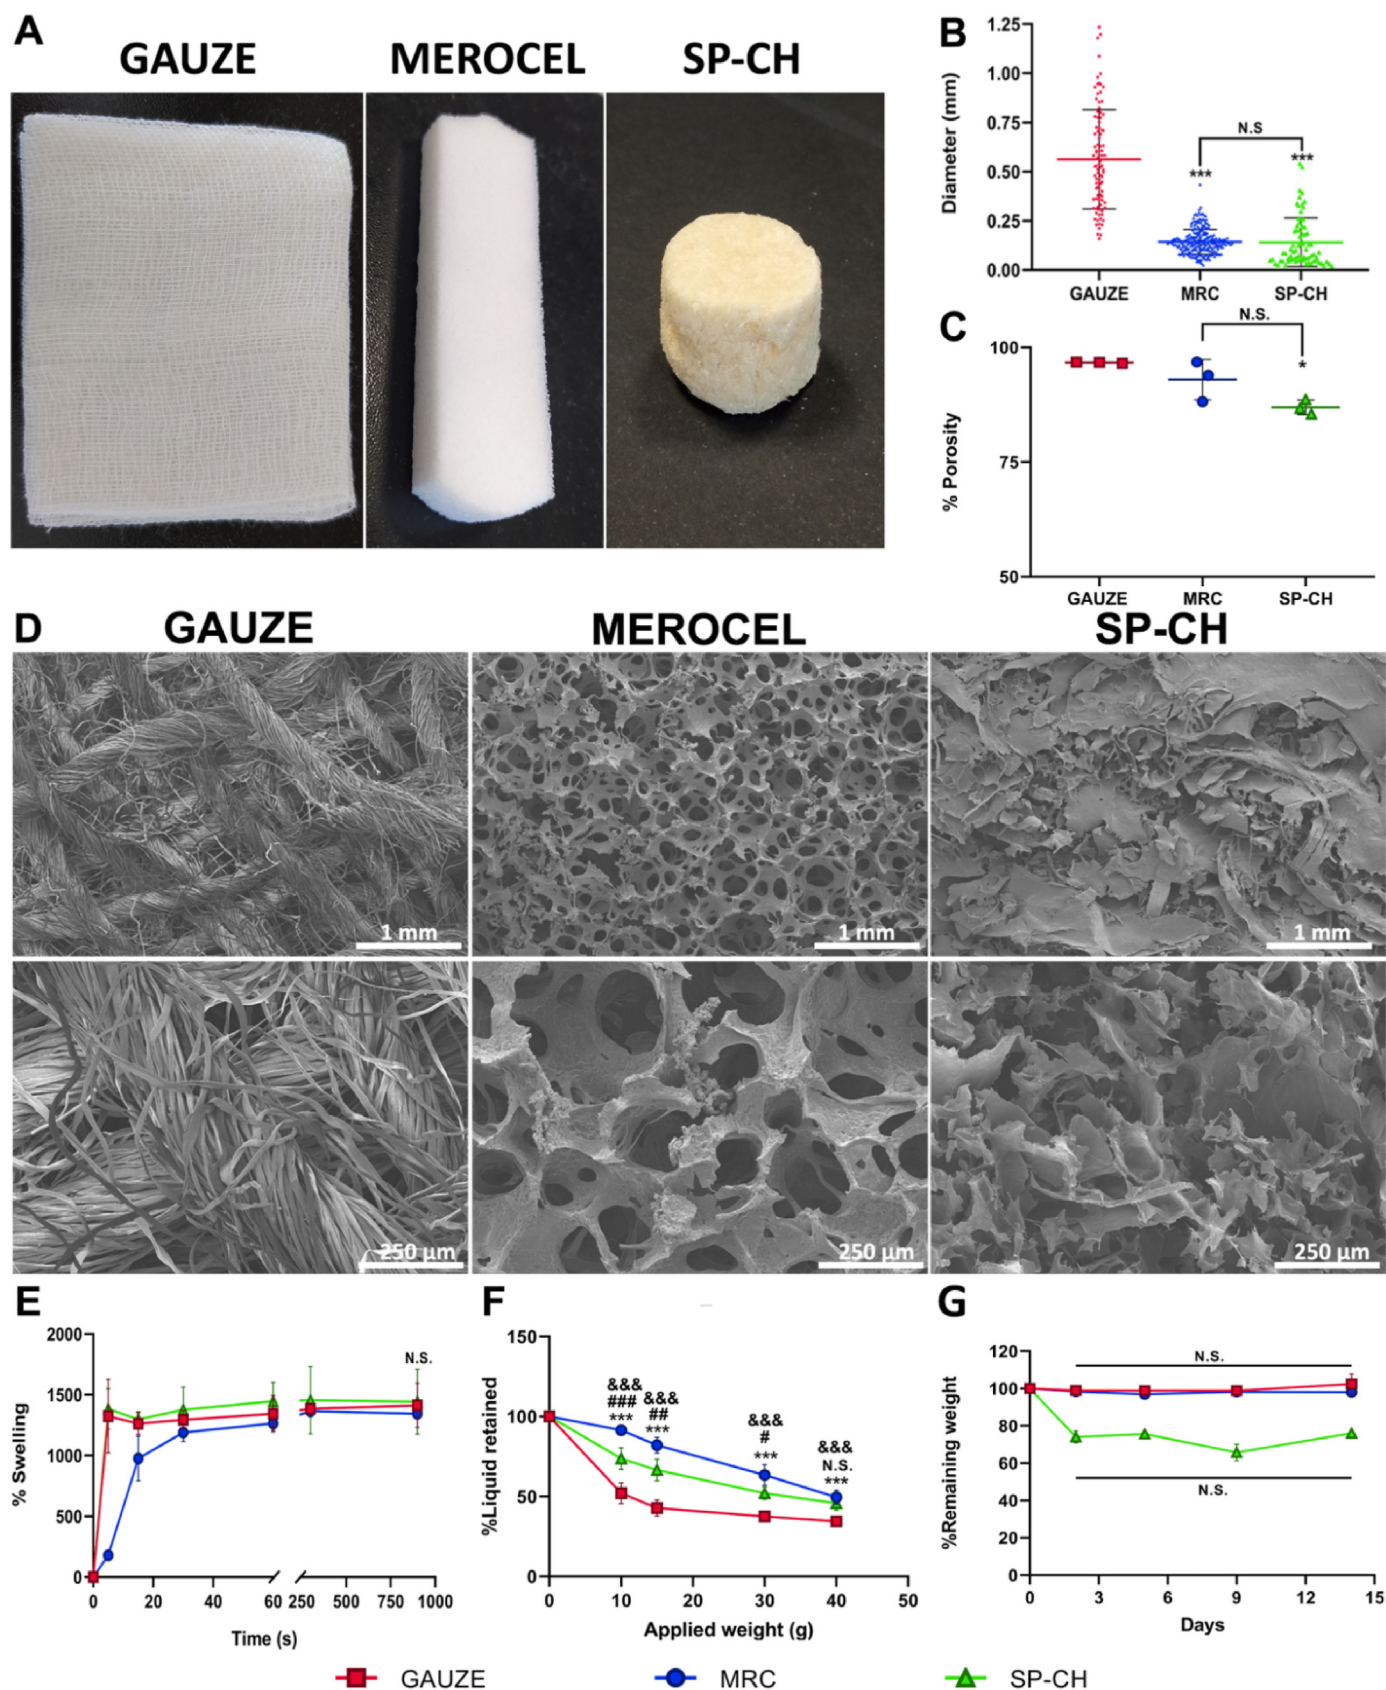 A
GAUZE MEROCEL SP-CH
B
Diameter (mm)
1.25
1.00
0.75
0.50
0.25
0.00
N.S
***
***
GAUZE MRC SP-CH
C
% Porosity
100
75
50
N.S.
*
GAUZE MRC SP-CH
D
GAUZE MEROCEL SP-CH
1 mm 1 mm 1 mm
250 µm 250 µm 250 µm
E
% Swelling
2000
1500
1000
500
0
N.S.
0 20 40 60 250 500 750 1000
Time (s)
F
%Liquid retained
150
100
50
0
&&&
###
***
&&&
##
***
&&&
#
***
&&&
N.S.
***
0 10 20 30 40 50
Applied weight (g)
G
%Remaining weight
120
100
80
60
40
20
0
N.S.
N.S.
0 3 6 9 12 15
Days
GAUZE MRC SP-CH